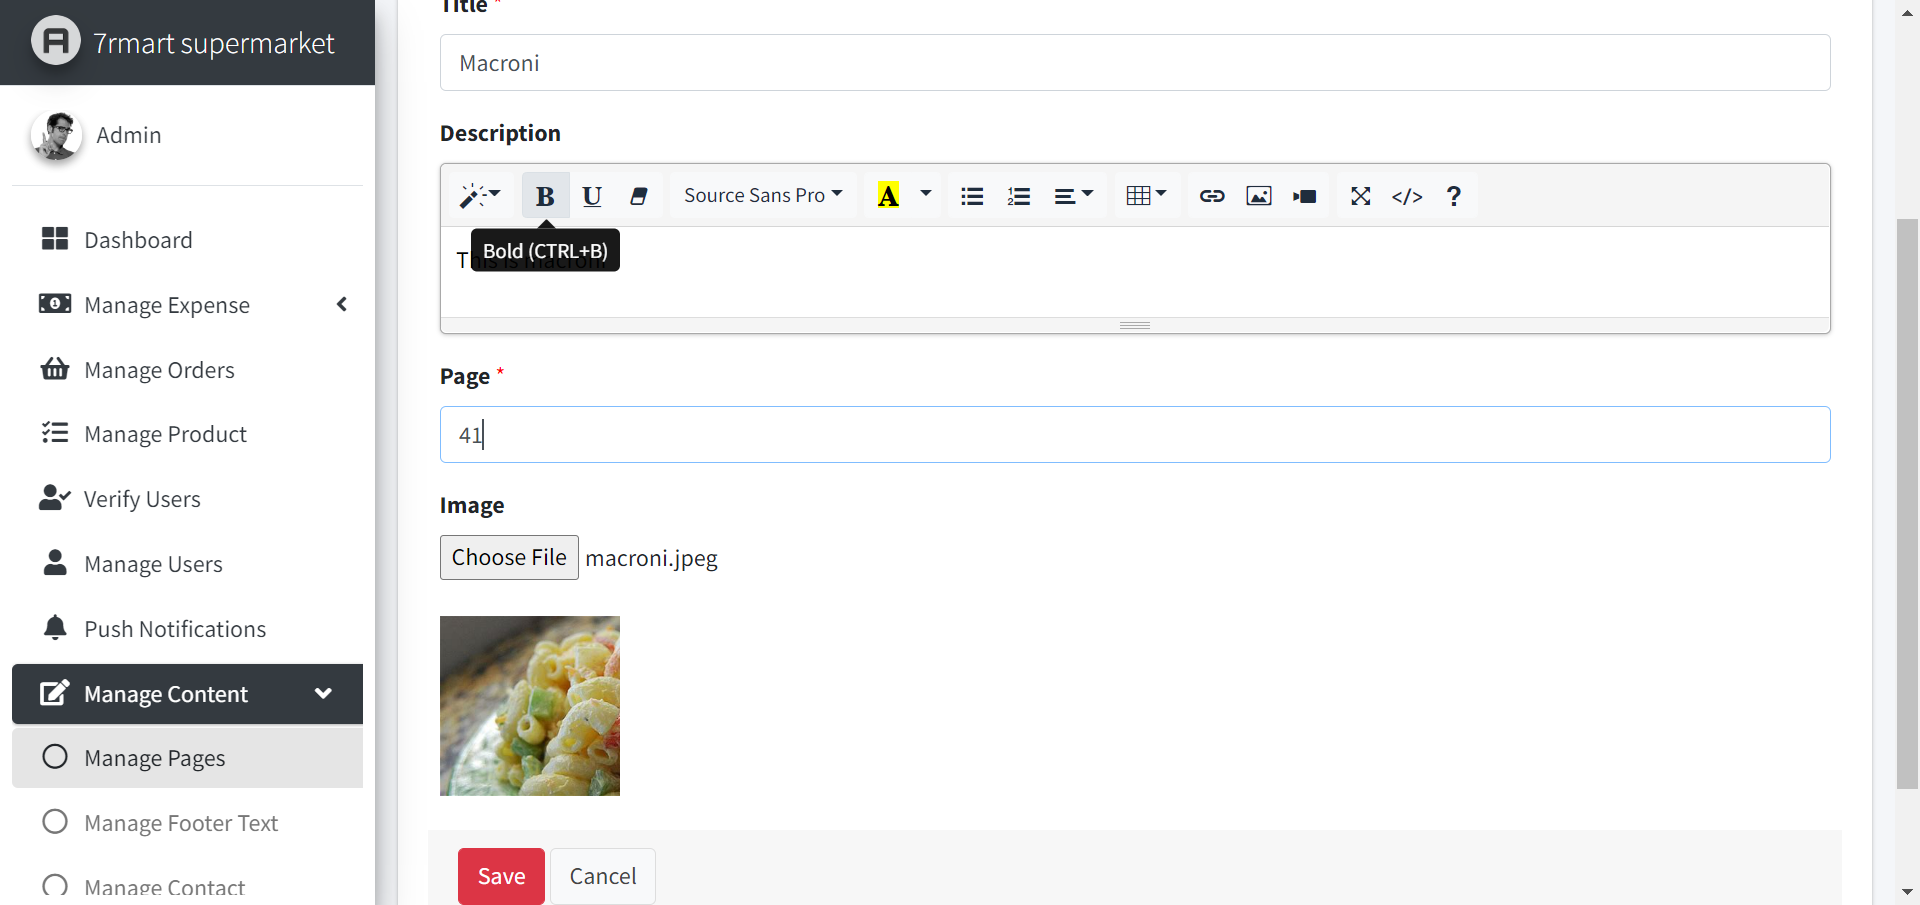 7rmart supermarket
Admin
Dashboard
Manage Expense
Manage Orders
Manage Product
Verify Users
Manage Users
Push Notifications
Manage Content
Manage Pages
Manage Footer Text
Manage Contact
Title *
Macroni
Description
B U Source Sans Pro A </> ?
Bold (CTRL+B)
Page *
41
Image
Choose File macroni.jpeg
Save Cancel